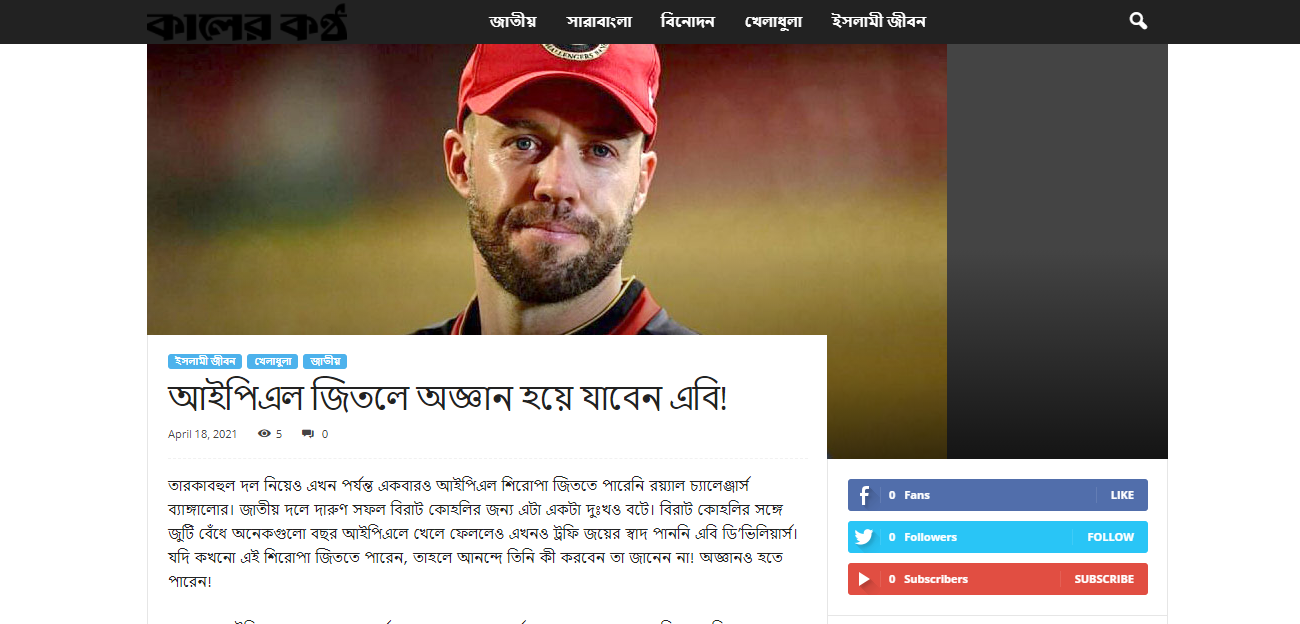 কালের কণ্ঠ
জাতীয় সারাবাংলা বিনোদন খেলাধুলা ইসলামী জীবন
ইসলামী জীবন খেলাধুলা জাতীয়
আইপিএল জিতলে অজ্ঞান হয়ে যাবেন এবি!
April 18, 2021 5 0
তারকাবহুল দল নিয়েও এখন পর্যন্ত একবারও আইপিএল শিরোপা জিততে পারেনি রয়্যাল চ্যালেঞ্জার্স
ব্যাঙ্গালোর। জাতীয় দলে দারুণ সফল বিরাট কোহলির জন্য এটা একটা দুঃখও বটে। বিরাট কোহলির সঙ্গে
জুটি বেঁধে অনেকগুলো বছর আইপিএলে খেলে ফেললেও এখনও ট্রফি জয়ের স্বাদ পাননি এবি ডি'ভিলিয়ার্স।
যদি কখনো এই শিরোপা জিততে পারেন, তাহলে আনন্দে তিনি কী করবেন তা জানেন না! অজ্ঞানও হতে
পারেন!
0 Fans LIKE
0 Followers FOLLOW
0 Subscribers SUBSCRIBE